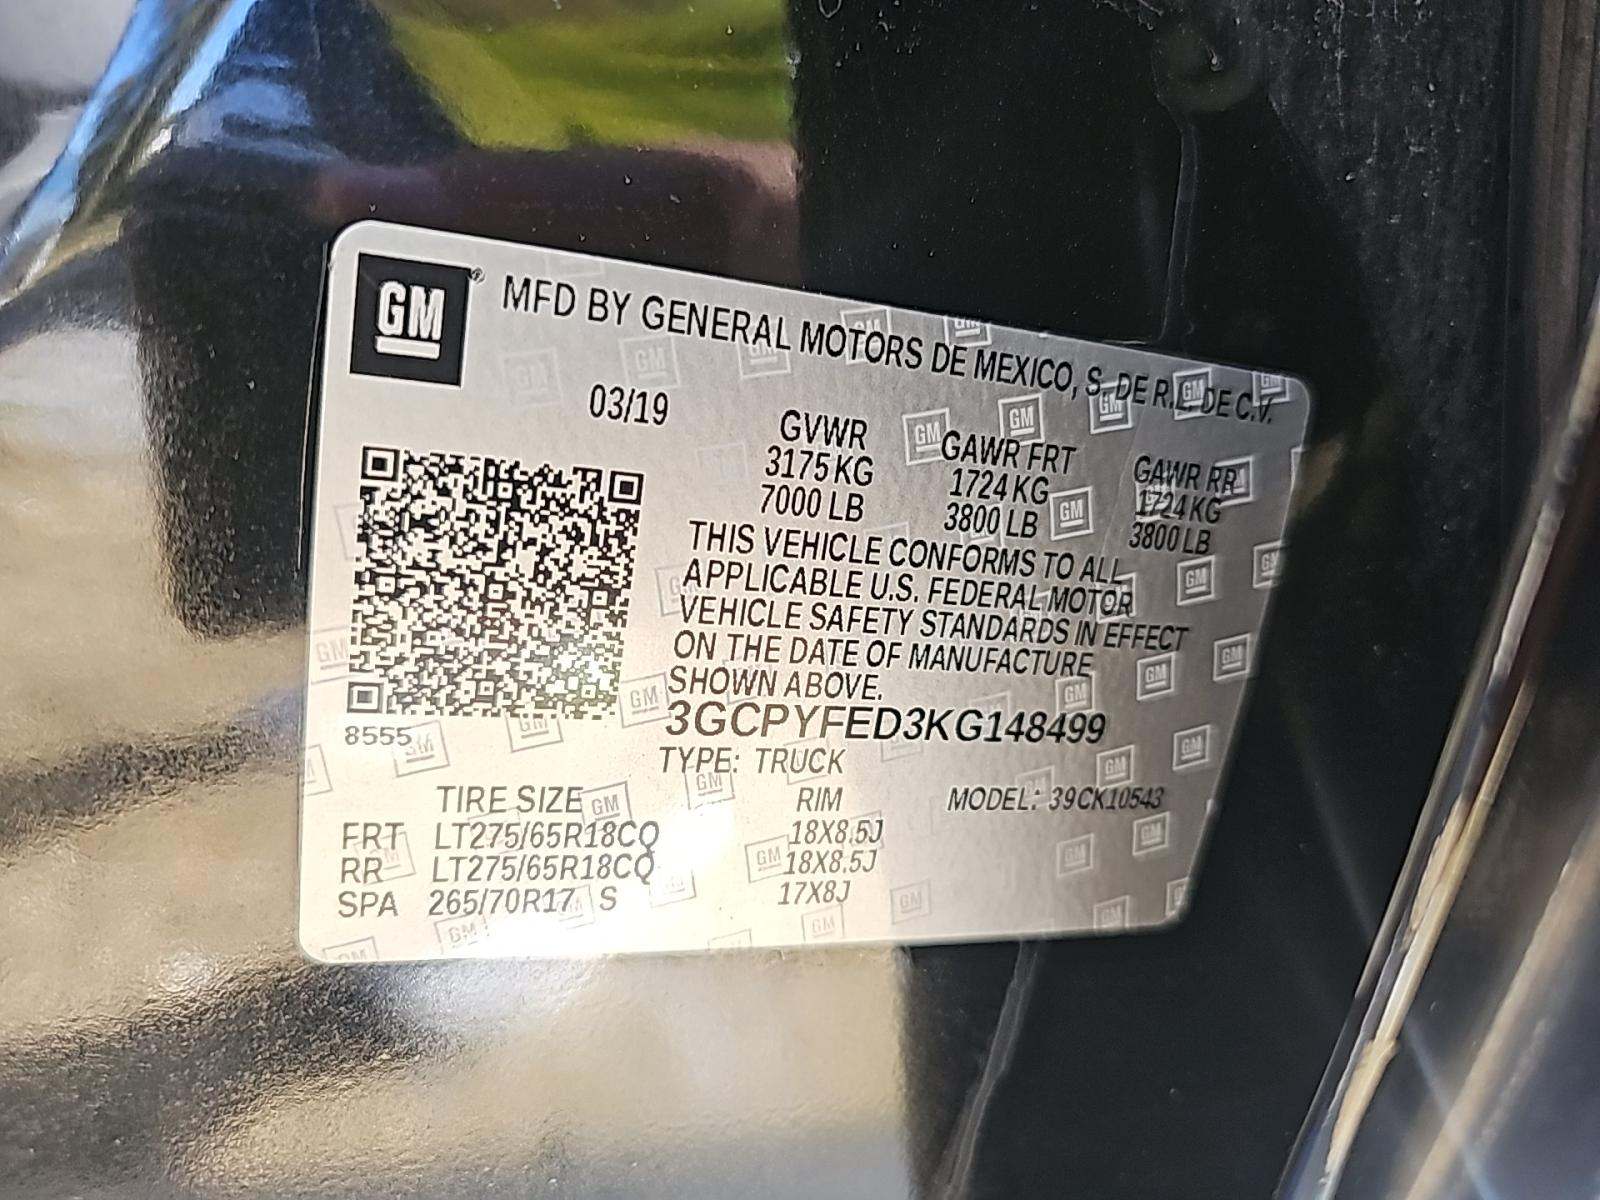 GM
MFD BY GENERAL MOTORS DE MEXICO, S. DE R.L. DE C.V.
03/19
GVWR GAWR FRT GAWR RR
3175 KG 1724 KG 1724 KG
7000 LB 3800 LB 3800 LB
THIS VEHICLE CONFORMS TO ALL
APPLICABLE U.S. FEDERAL MOTOR
VEHICLE SAFETY STANDARDS IN EFFECT
ON THE DATE OF MANUFACTURE
SHOWN ABOVE.
3GCPYFED3KG148499
8555
TYPE: TRUCK
TIRE SIZE RIM MODEL: 39CK10543
FRT LT275/65R18CQ 18X8.5J
RR LT275/65R18CQ 18X8.5J
SPA 265/70R17 S 17X8J